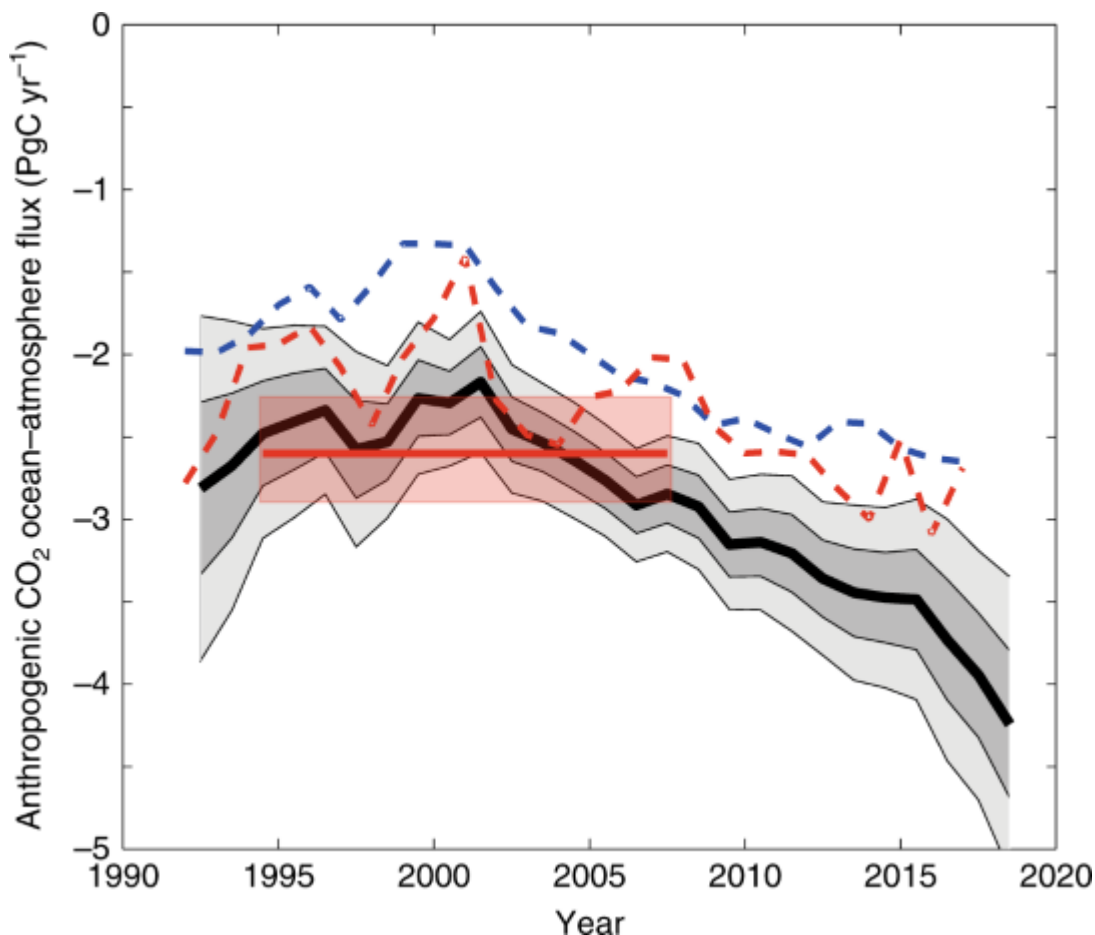 Anthropogenic CO₂ ocean–atmosphere flux (PgC yr⁻¹)
0
–1
–2
–3
–4
–5
1990 1995 2000 2005 2010 2015 2020
Year